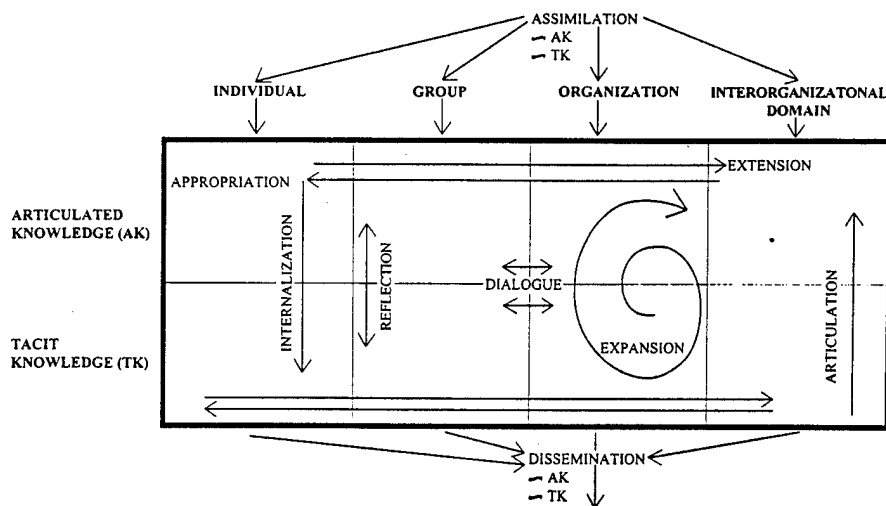 ASSIMILATION
AK
TK
INDIVIDUAL
GROUP
ORGANIZATION
INTERORGANIZATONAL
DOMAIN
EXTENSION
APPROPRIATION
ARTICULATED
KNOWLEDGE (AK)
INTERNALIZATION
REFLECTION
DIALOGUE
ARTICULATION
TACIT
KNOWLEDGE (TK)
EXPANSION
DISSEMINATION
AK
TK